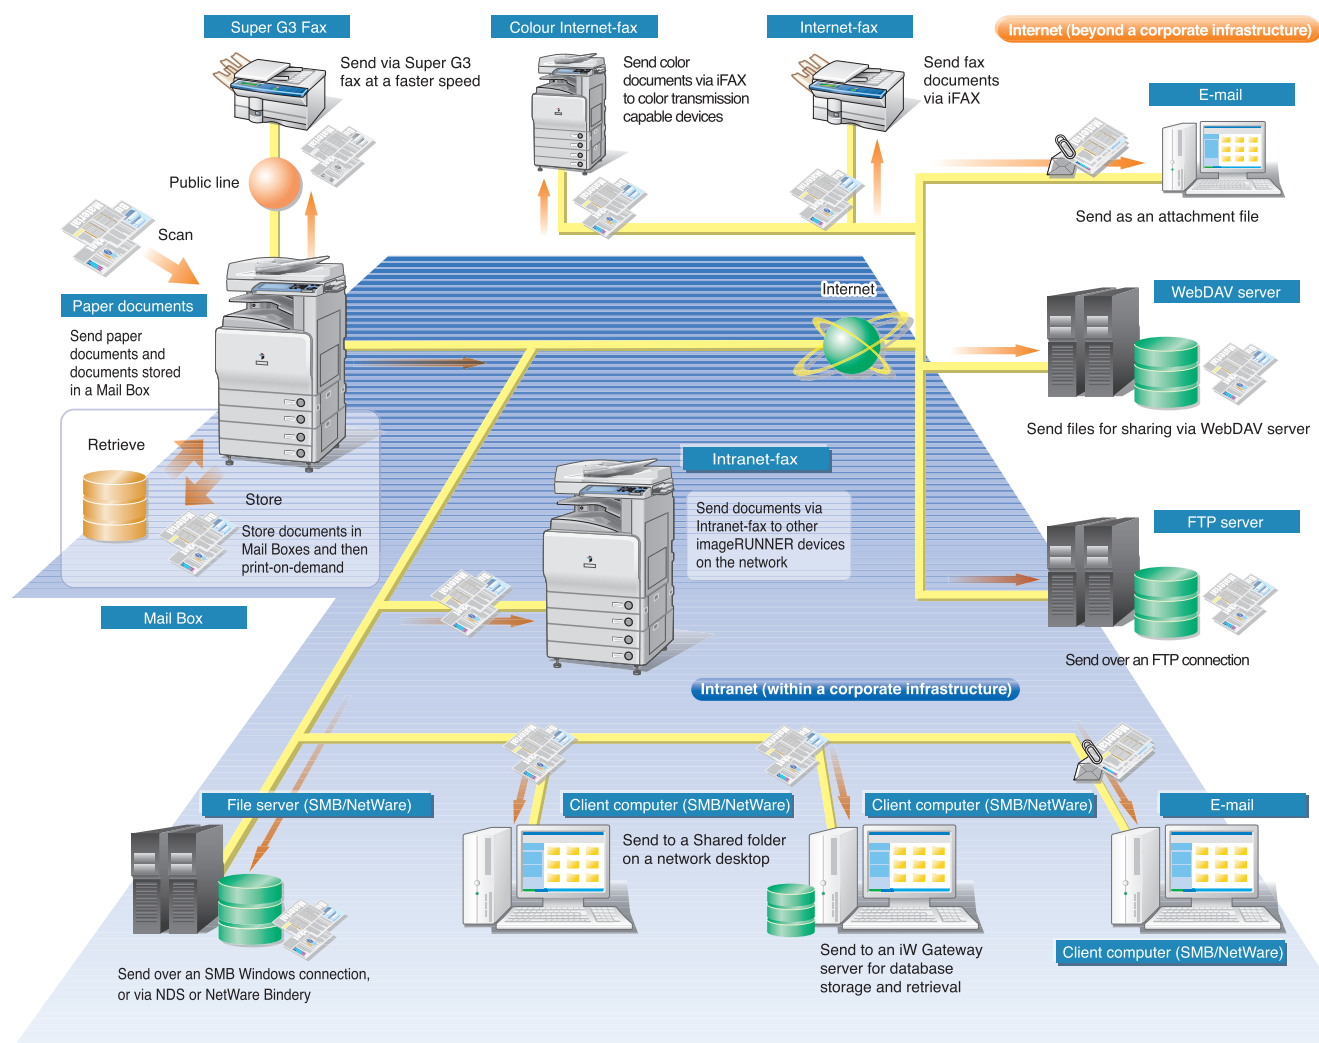 Super G3 Fax
Send via Super G3
fax at a faster speed
Colour Internet-fax
Send color
documents via iFAX
to color transmission
capable devices
Internet-fax
Send fax
documents
via iFAX
Internet (beyond a corporate infrastructure)
E-mail
Send as an attachment file
Public line
Scan
Paper documents
Send paper
documents and
documents stored
in a Mail Box
Internet
WebDAV server
Send files for sharing via WebDAV server
Retrieve
Store
Store documents in
Mail Boxes and then
print-on-demand
Mail Box
Intranet-fax
Send documents via
Intranet-fax to other
imageRUNNER devices
on the network
FTP server
Send over an FTP connection
Intranet (within a corporate infrastructure)
File server (SMB/NetWare)
Send over an SMB Windows connection,
or via NDS or NetWare Bindery
Client computer (SMB/NetWare)
Send to a Shared folder
on a network desktop
Client computer (SMB/NetWare)
Send to an iW Gateway
server for database
storage and retrieval
E-mail
Client computer (SMB/NetWare)